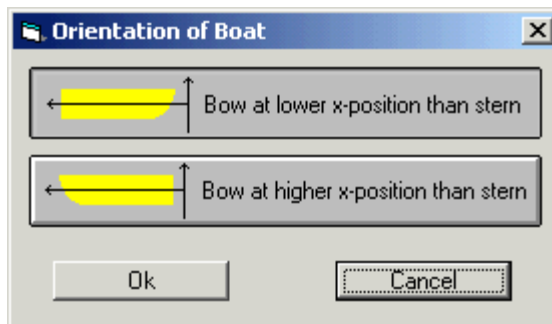 Orientation of Boat
Bow at lower x-position than stern
Bow at higher x-position than stern
Ok
Cancel